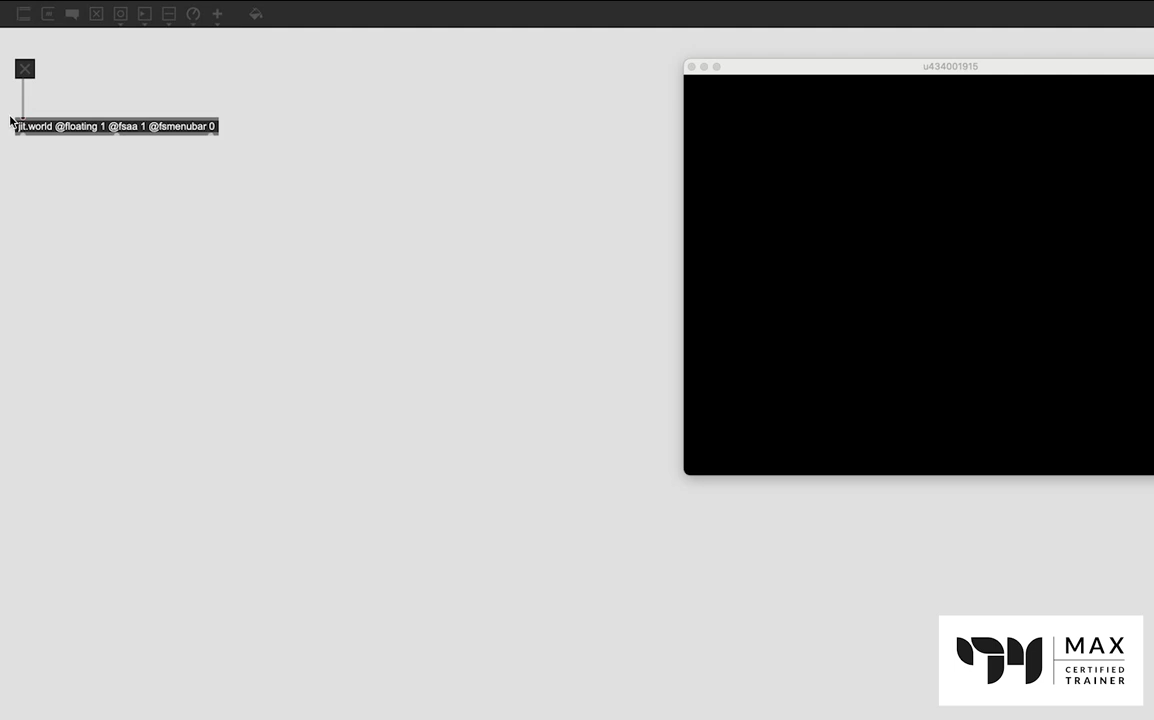 u434001915
jit.world @floating 1 @fsaa 1 @fsmenubar 0
MAX
CERTIFIED
TRAINER